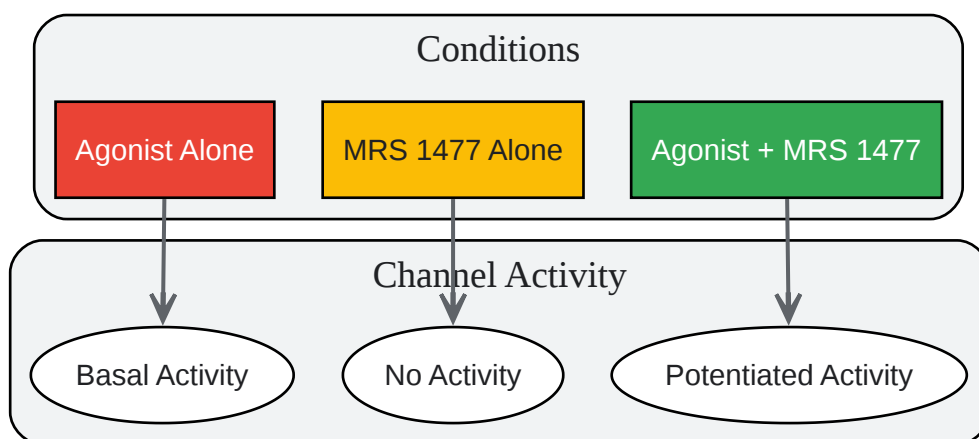 Conditions
Agonist Alone
MRS 1477 Alone
Agonist + MRS 1477
Channel Activity
Basal Activity
No Activity
Potentiated Activity